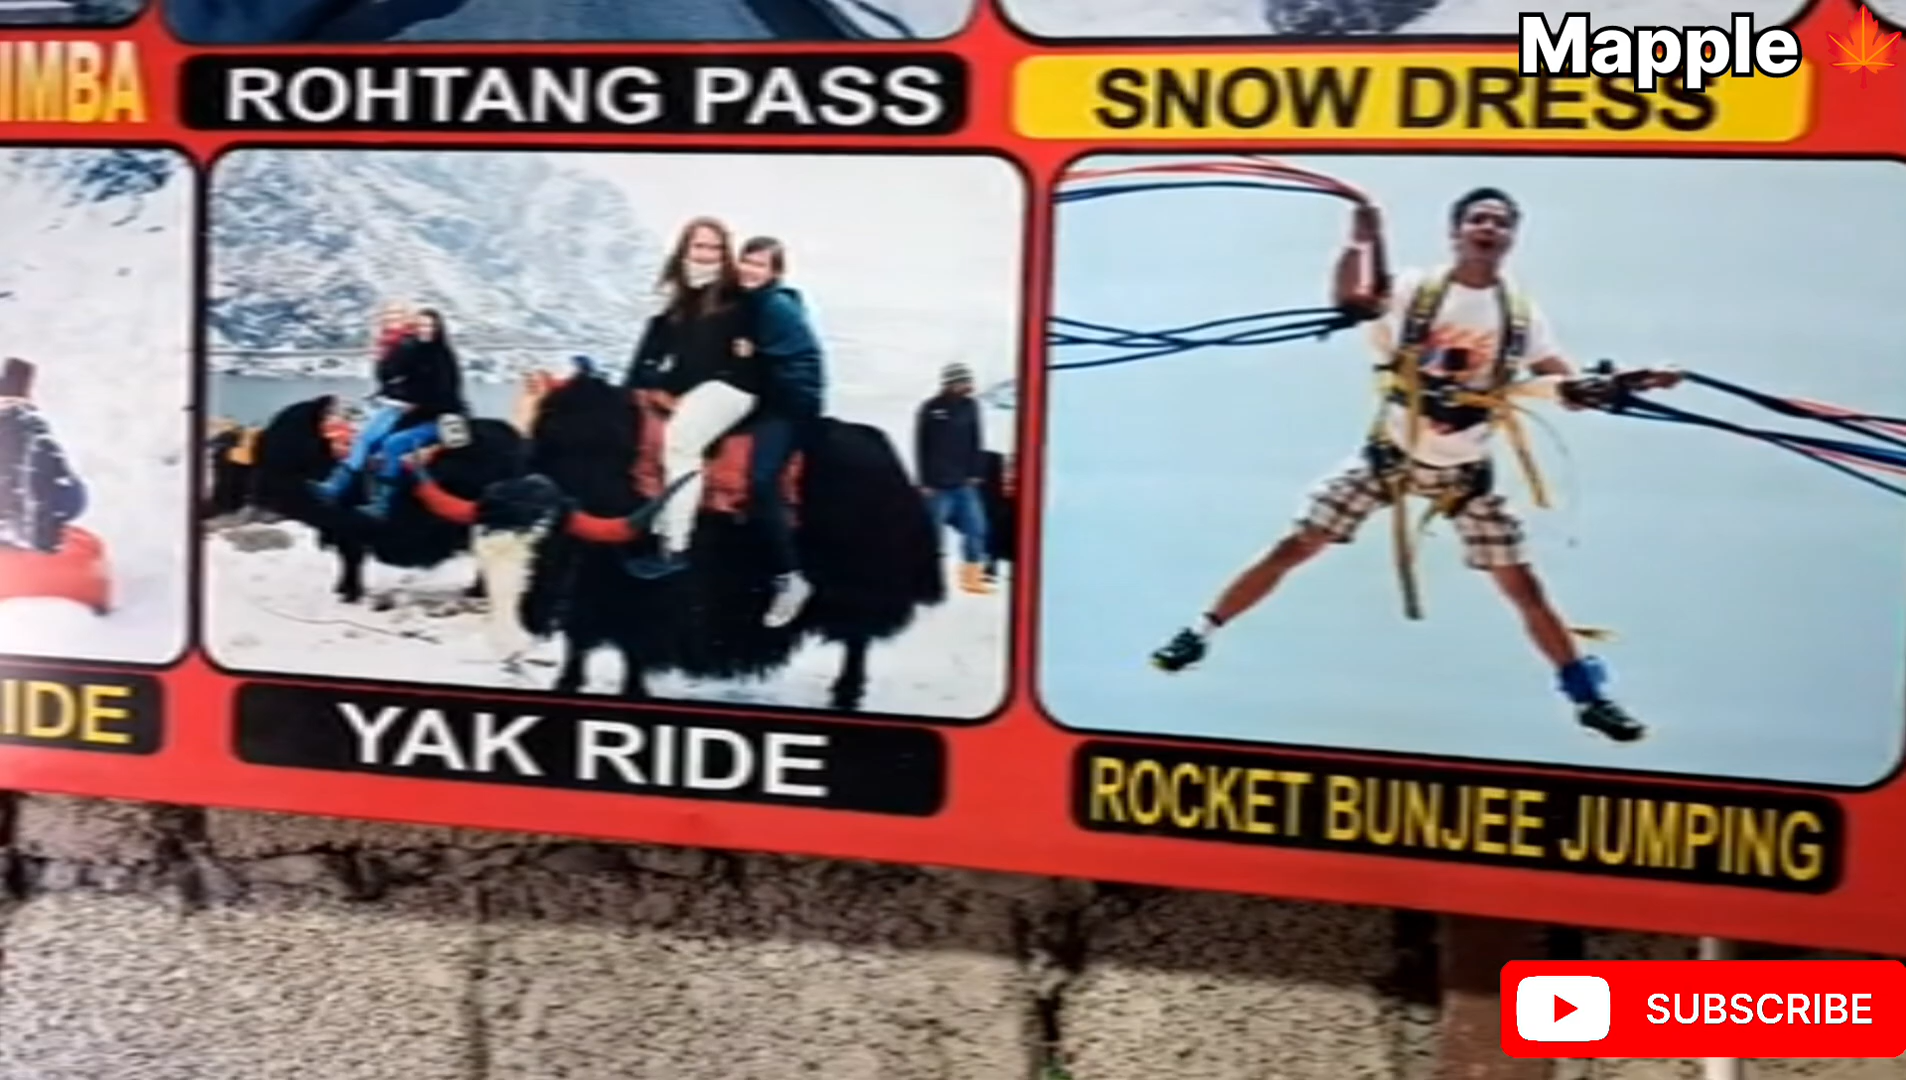 Mapple
IMBA
ROHTANG PASS
SNOW DRESS
IDE
YAK RIDE
ROCKET BUNJEE JUMPING
SUBSCRIBE